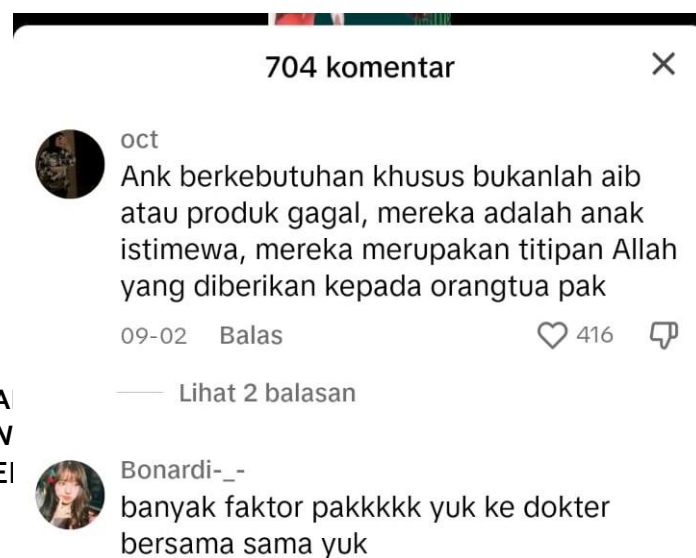 704 komentar
oct
Ank berkebutuhan khusus bukanlah aib
atau produk gagal, mereka adalah anak
istimewa, mereka merupakan titipan Allah
yang diberikan kepada orangtua pak
09-02 Balas 416
Lihat 2 balasan
Bonardi-_-
banyak faktor pakkkkk yuk ke dokter
bersama sama yuk